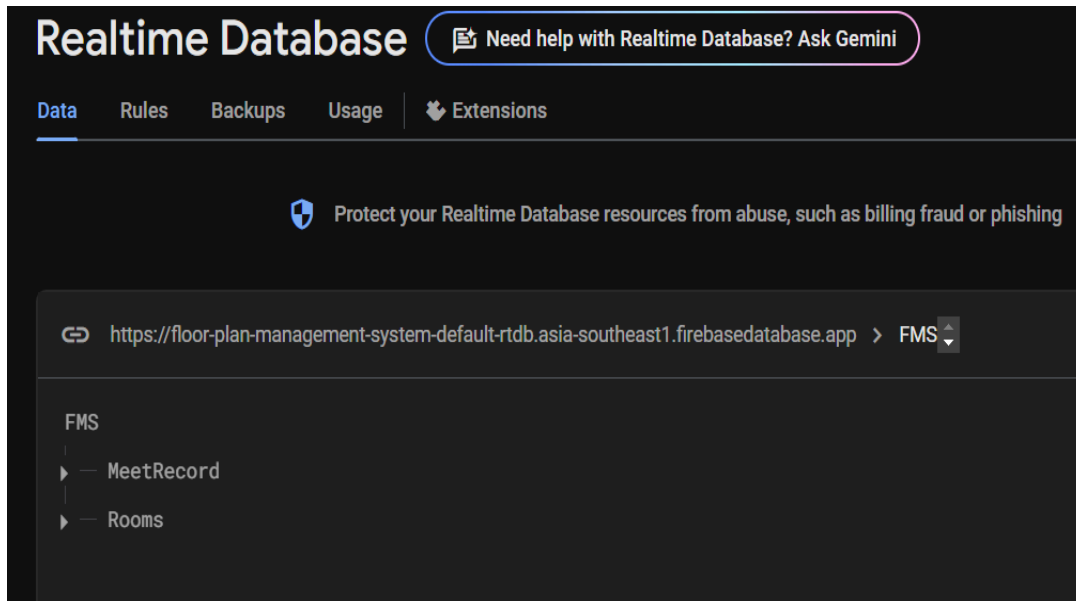 Realtime Database
Need help with Realtime Database? Ask Gemini
Data Rules Backups Usage Extensions
Protect your Realtime Database resources from abuse, such as billing fraud or phishing
https://floor-plan-management-system-default-rtdb.asia-southeast1.firebasedatabase.app > FMS
FMS
MeetRecord
Rooms